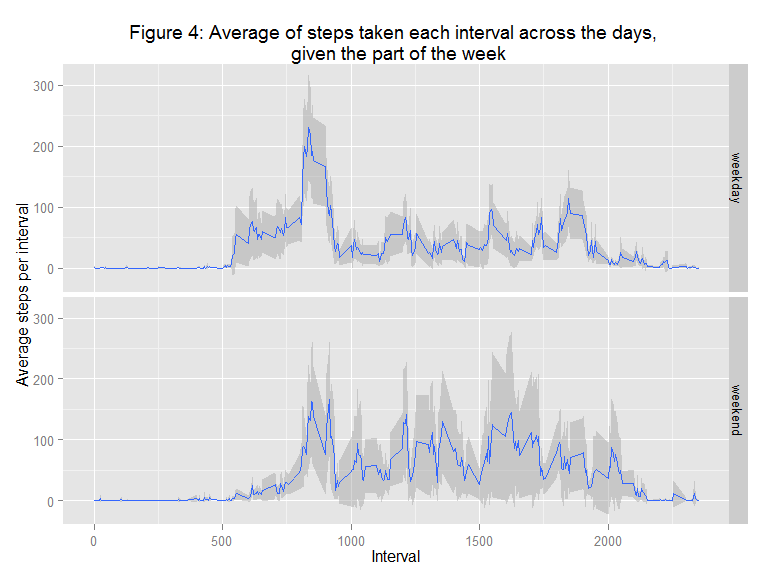 Figure 4: Average of steps taken each interval across the days,
given the part of the week
Average steps per interval
300
200
100
0
weekday
300
200
100
0
weekend
0
500
1000
1500
2000
Interval